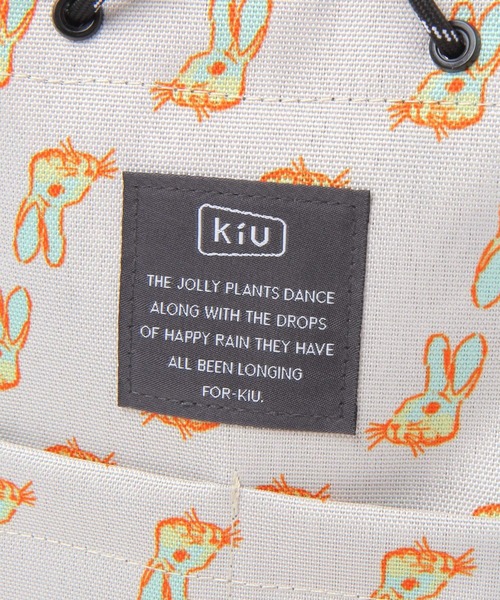 kiU
THE JOLLY PLANTS DANCE
ALONG WITH THE DROPS
OF HAPPY RAIN THEY HAVE
ALL BEEN LONGING
FOR-KiU.